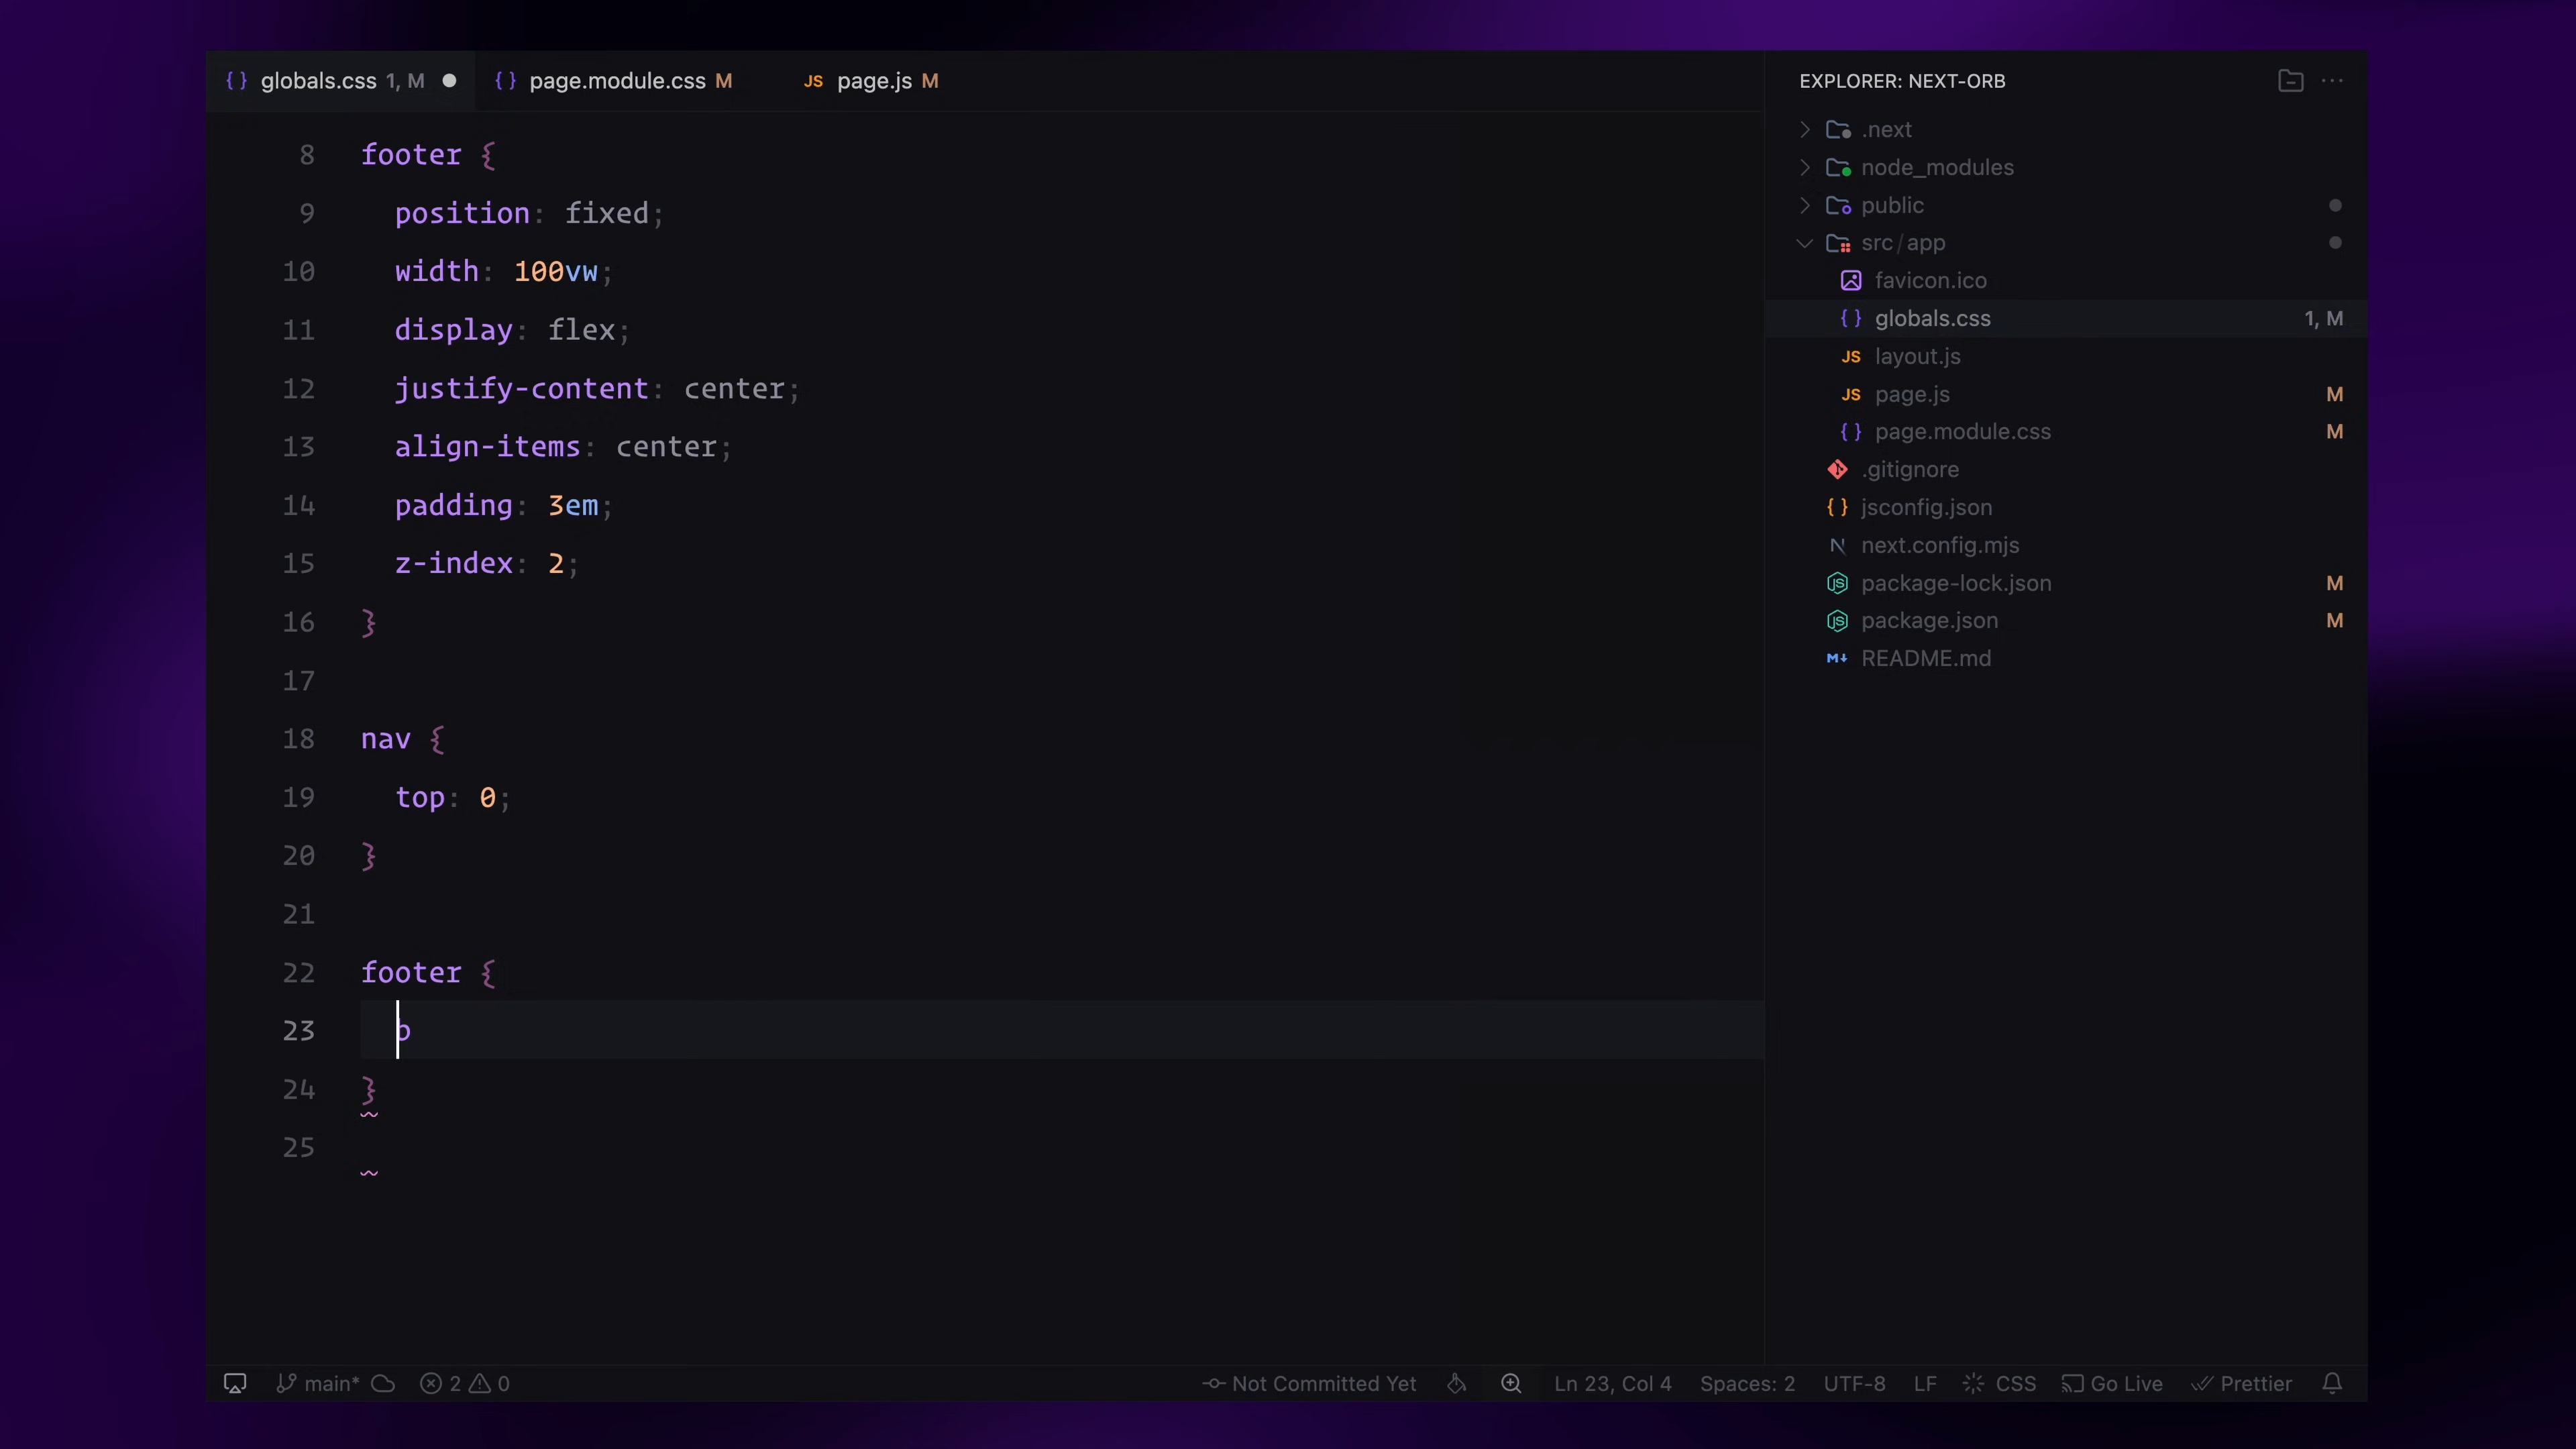 globals.css 1, M
page.module.css M
JS page.js M
EXPLORER: NEXT-ORB
8 footer {
9 position: fixed;
10 width: 100vw;
11 display: flex;
12 justify-content: center;
13 align-items: center;
14 padding: 3em;
15 z-index: 2;
16 }
17
18 nav {
19 top: 0;
20 }
21
22 footer {
23 b
24 }
25
.next
node_modules
public
src/app
favicon.ico
{ } globals.css 1, M
JS layout.js
JS page.js M
{ } page.module.css M
.gitignore
{ } jsconfig.json
N next.config.mjs
JS package-lock.json M
JS package.json M
M README.md
main* 2 0 Not Committed Yet Ln 23, Col 4 Spaces: 2 UTF-8 LF CSS Go Live Prettier